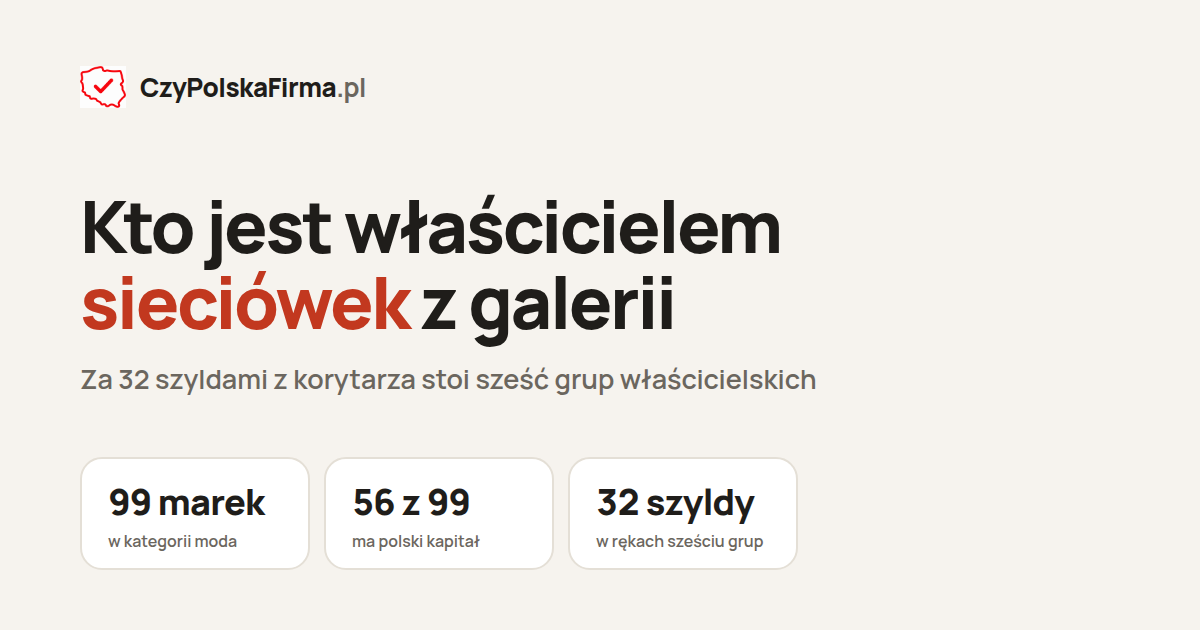 CzyPolskaFirma.pl
Kto jest właścicielem
sieciówek z galerii
Za 32 szyldami z korytarza stoi sześć grup właścicielskich
99 marek
w kategorii moda
56 z 99
ma polski kapitał
32 szyldy
w rękach sześciu grup